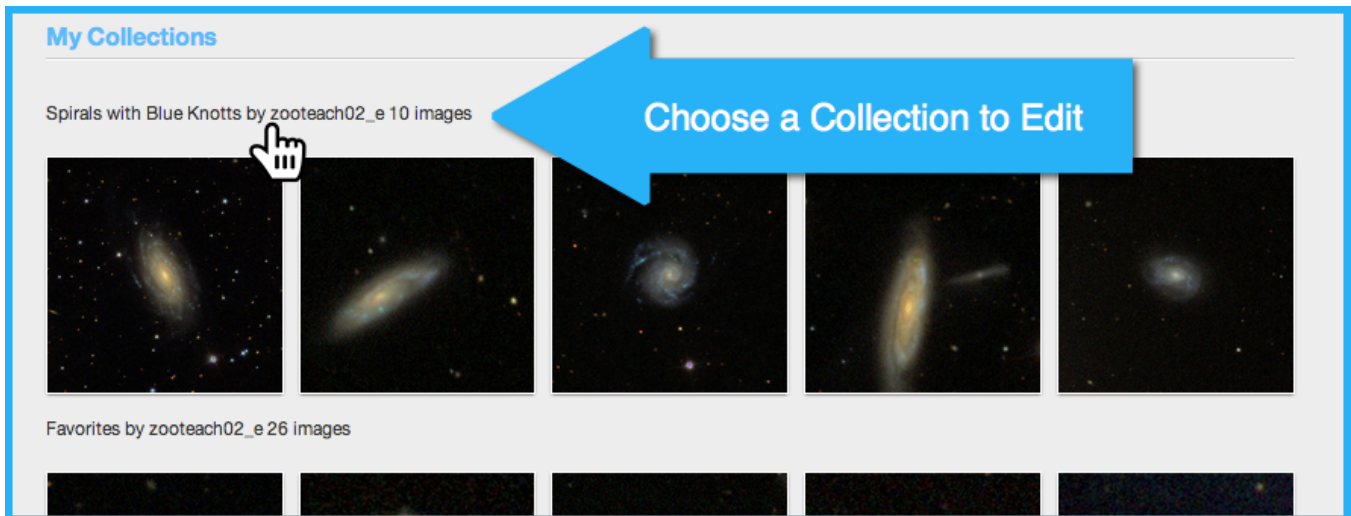 My Collections
Spirals with Blue Knotts by zooteach02_e 10 images
Choose a Collection to Edit
Favorites by zooteach02_e 26 images